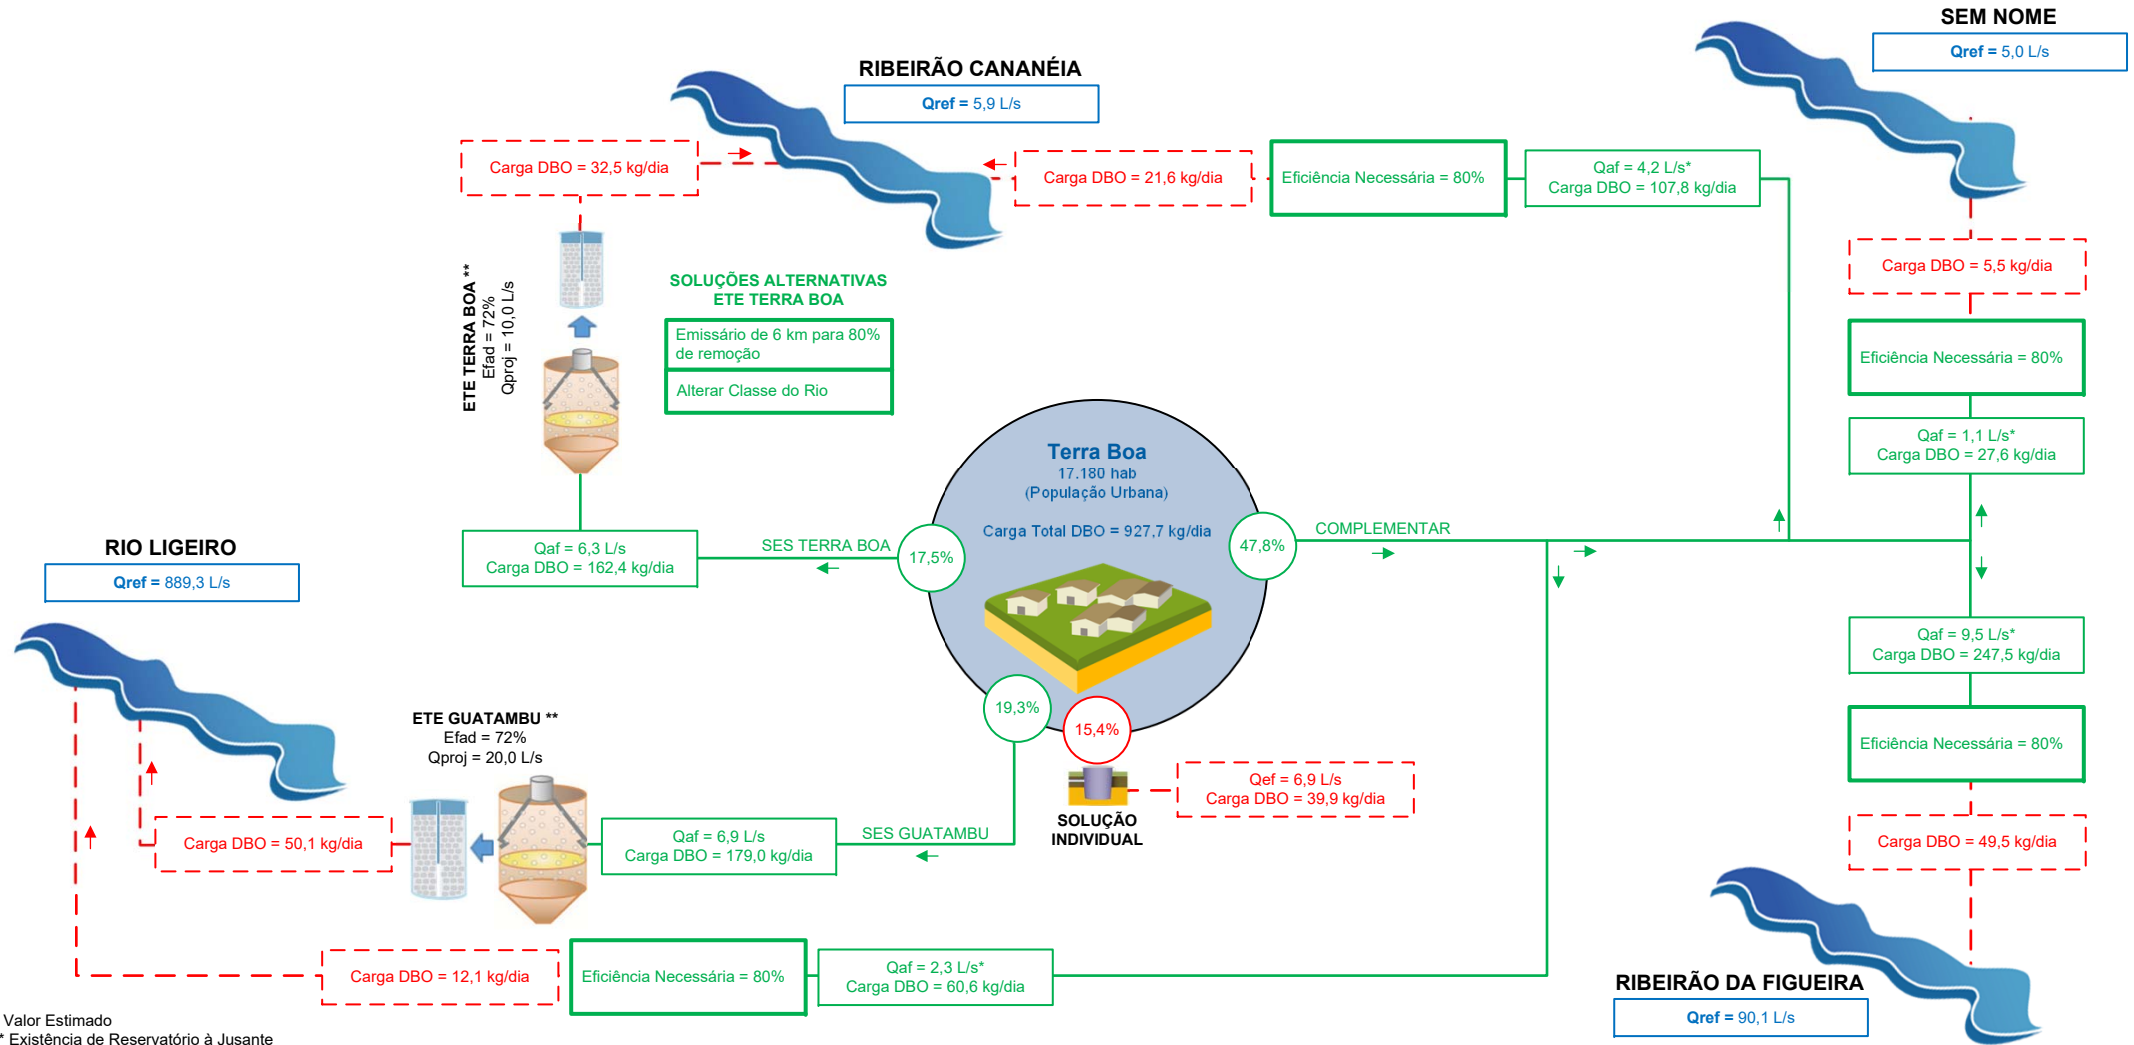 SEM NOME
Qref = 5,0 L/s
RIBEIRÃO CANANÉIA
Qref = 5,9 L/s
Carga DBO = 32,5 kg/dia
Carga DBO = 21,6 kg/dia
Eficiência Necessária = 80%
Qaf = 4,2 L/s*
Carga DBO = 107,8 kg/dia
ETE TERRA BOA **
Efad = 72%
Qproj = 10,0 L/s
SOLUÇÕES ALTERNATIVAS
ETE TERRA BOA
Emissário de 6 km para 80%
de remoção
Alterar Classe do Rio
Carga DBO = 5,5 kg/dia
Eficiência Necessária = 80%
Qaf = 1,1 L/s*
Carga DBO = 27,6 kg/dia
Terra Boa
17.180 hab
(População Urbana)
Carga Total DBO = 927,7 kg/dia
47,8%
COMPLEMENTAR
17,5%
SES TERRA BOA
Qaf = 6,3 L/s
Carga DBO = 162,4 kg/dia
RIO LIGEIRO
Qref = 889,3 L/s
Qaf = 9,5 L/s*
Carga DBO = 247,5 kg/dia
Eficiência Necessária = 80%
Carga DBO = 49,5 kg/dia
19,3%
15,4%
ETE GUATAMBU **
Efad = 72%
Qproj = 20,0 L/s
Carga DBO = 50,1 kg/dia
Qaf = 6,9 L/s
Carga DBO = 179,0 kg/dia
SES GUATAMBU
SOLUÇÃO
INDIVIDUAL
Qef = 6,9 L/s
Carga DBO = 39,9 kg/dia
Carga DBO = 12,1 kg/dia
Eficiência Necessária = 80%
Qaf = 2,3 L/s*
Carga DBO = 60,6 kg/dia
RIBEIRÃO DA FIGUEIRA
Qref = 90,1 L/s
Valor Estimado
* Existência de Reservatório à Jusante